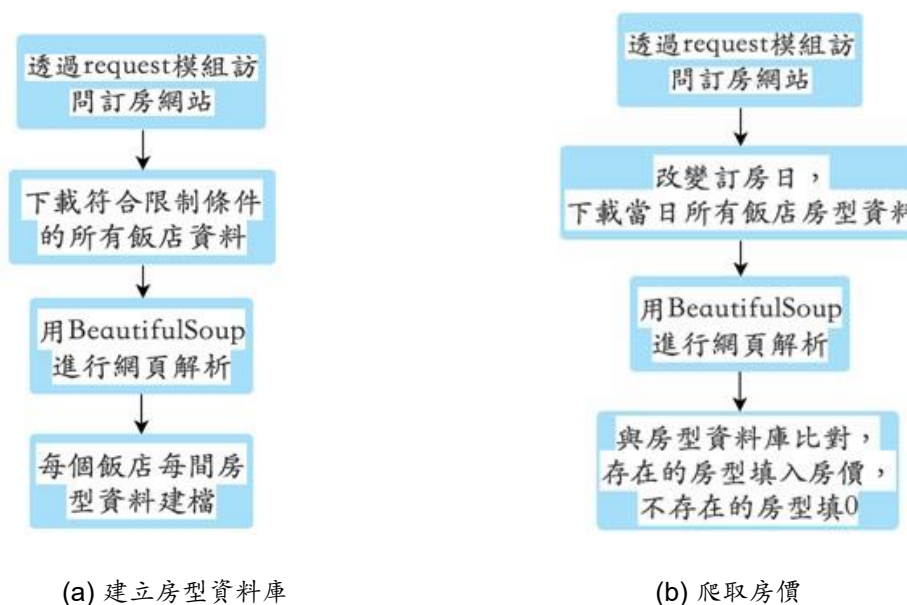 透過request模組訪
問訂房網站
下載符合限制條件
的所有飯店資料
用BeautifulSoup
進行網頁解析
每個飯店每間房
型資料建檔
(a) 建立房型資料庫
透過request模組訪
問訂房網站
改變訂房日，
下載當日所有飯店房型資料
用BeautifulSoup
進行網頁解析
與房型資料庫比對，
存在的房型填入房價，
不存在的房型填0
(b) 爬取房價